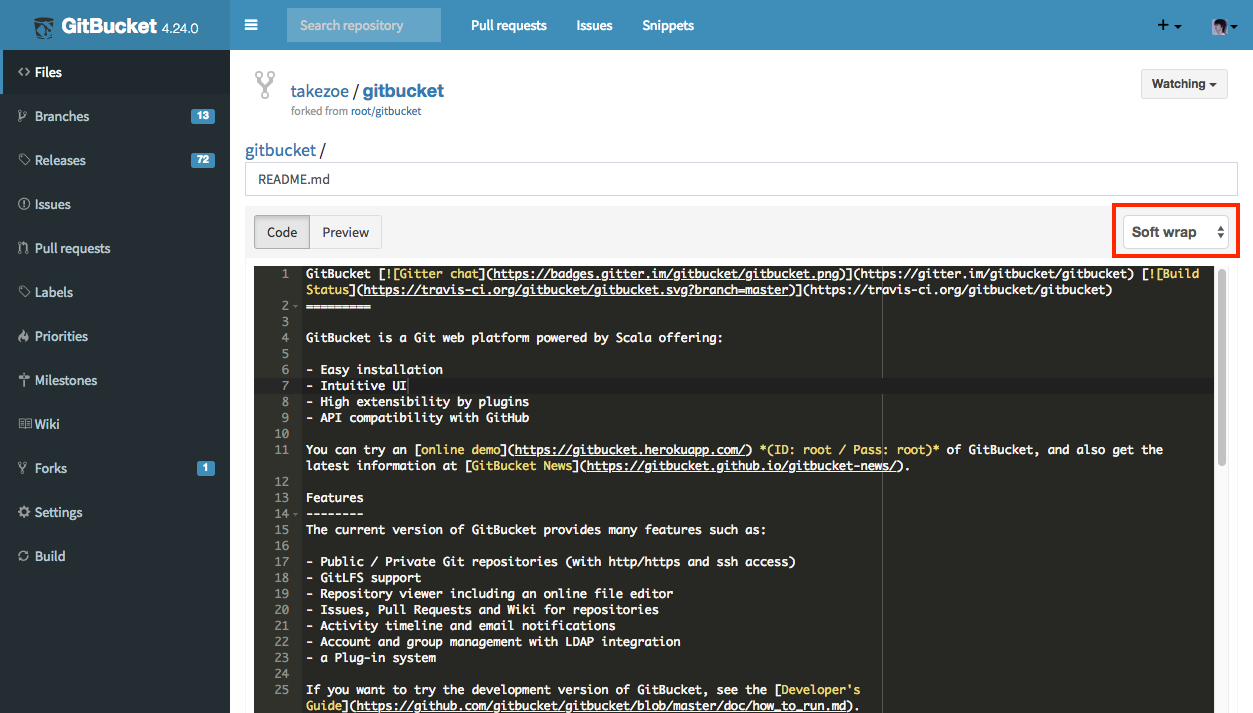 GitBucket 4.24.0
Search repository
Pull requests
Issues
Snippets
Files
Branches 13
Releases 72
Issues
Pull requests
Labels
Priorities
Milestones
Wiki
Forks 1
Settings
Build
takezoe / gitbucket
forked from root/gitbucket
Watching
gitbucket /
README.md
Code
Preview
Soft wrap
1 GitBucket [![Gitter chat](https://badges.gitter.im/gitbucket/gitbucket.png)](https://gitter.im/gitbucket/gitbucket) [![Build
Status](https://travis-ci.org/gitbucket/gitbucket.svg?branch=master)](https://travis-ci.org/gitbucket/gitbucket)
2 =========
3
4 GitBucket is a Git web platform powered by Scala offering:
5
6 - Easy installation
7 - Intuitive UI
8 - High extensibility by plugins
9 - API compatibility with GitHub
10
11 You can try an [online demo](https://gitbucket.herokuapp.com/) *(ID: root / Pass: root)* of GitBucket, and also get the
latest information at [GitBucket News](https://gitbucket.github.io/gitbucket-news/).
12
13 Features
14 --------
15 The current version of GitBucket provides many features such as:
16
17 - Public / Private Git repositories (with http/https and ssh access)
18 - GitLFS support
19 - Repository viewer including an online file editor
20 - Issues, Pull Requests and Wiki for repositories
21 - Activity timeline and email notifications
22 - Account and group management with LDAP integration
23 - a Plug-in system
24
25 If you want to try the development version of GitBucket, see the [Developer's
Guide](https://github.com/gitbucket/gitbucket/blob/master/doc/how_to_run.md).